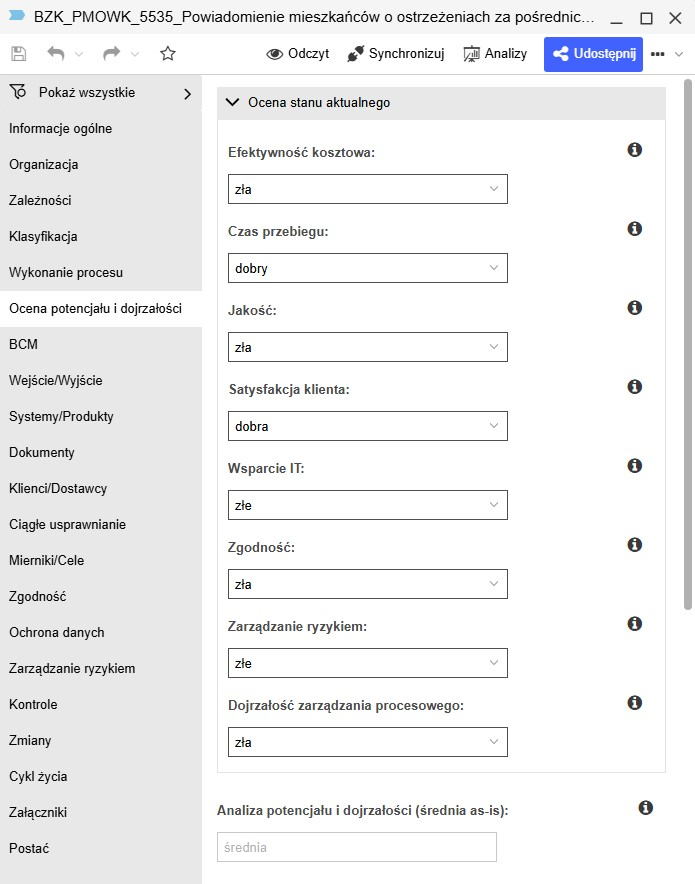 BZK_PMOWK_5535_Powiadomienie mieszkańców o ostrzeżeniach za pośrednic...
Odczyt Synchronizuj Analizy Udostępnij
Pokaż wszystkie
Informacje ogólne
Organizacja
Zależności
Klasyfikacja
Wykonanie procesu
Ocena potencjału i dojrzałości
BCM
Wejście/Wyjście
Systemy/Produkty
Dokumenty
Klienci/Dostawcy
Ciągłe usprawnianie
Mierniki/Cele
Zgodność
Ochrona danych
Zarządzanie ryzykiem
Kontrole
Zmiany
Cykl życia
Załączniki
Postać
Ocena stanu aktualnego
Efektywność kosztowa:
zła
Czas przebiegu:
dobry
Jakość:
zła
Satysfakcja klienta:
dobra
Wsparcie IT:
złe
Zgodność:
zła
Zarządzanie ryzykiem:
złe
Dojrzałość zarządzania procesowego:
zła
Analiza potencjału i dojrzałości (średnia as-is):
średnia